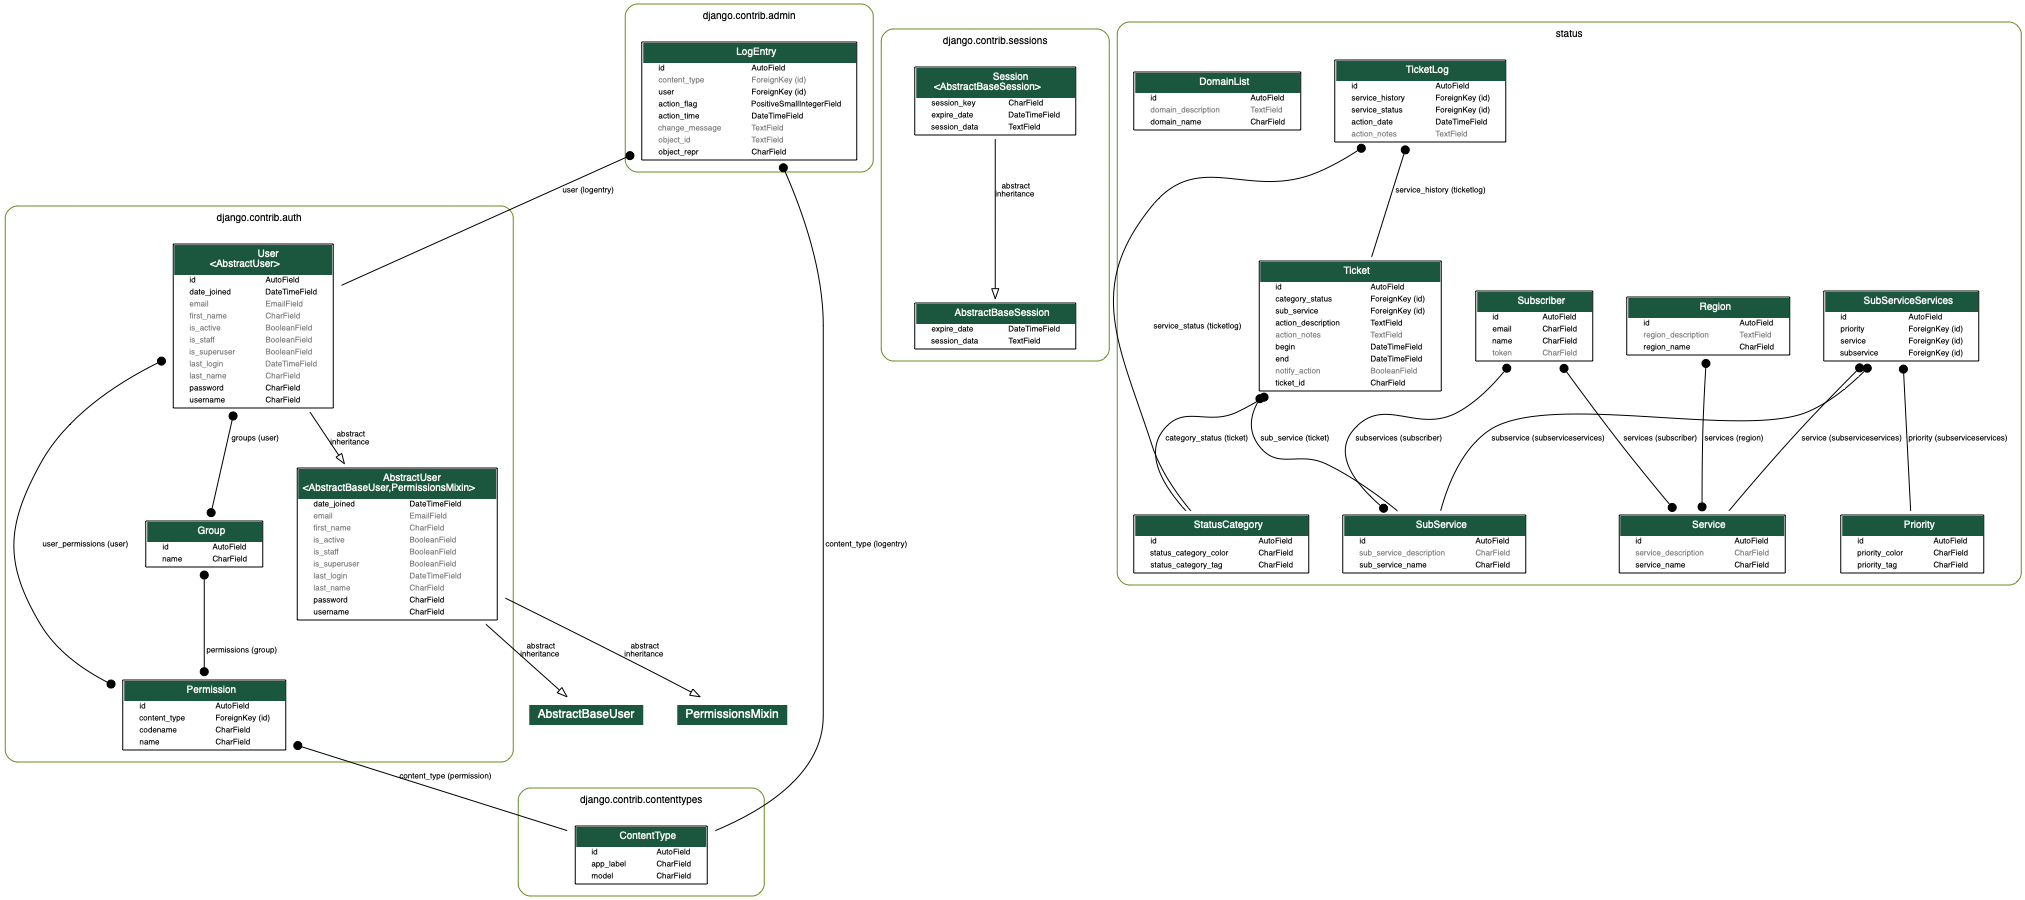 django.contrib.admin
LogEntry
id AutoField
content_type ForeignKey (id)
user ForeignKey (id)
action_flag PositiveSmallIntegerField
action_time DateTimeField
change_message TextField
object_id TextField
object_repr CharField
user (logentry)
content_type (logentry)
django.contrib.auth
User
<AbstractUser>
id AutoField
date_joined DateTimeField
email EmailField
first_name CharField
is_active BooleanField
is_staff BooleanField
is_superuser BooleanField
last_login DateTimeField
last_name CharField
password CharField
username CharField
groups (user)
abstract
inheritance
AbstractUser
<AbstractBaseUser,PermissionsMixin>
date_joined DateTimeField
email EmailField
first_name CharField
is_active BooleanField
is_staff BooleanField
is_superuser BooleanField
last_login DateTimeField
last_name CharField
password CharField
username CharField
Group
id AutoField
name CharField
user_permissions (user)
permissions (group)
Permission
id AutoField
content_type ForeignKey (id)
codename CharField
name CharField
abstract
inheritance
abstract
inheritance
AbstractBaseUser
PermissionsMixin
content_type (permission)
django.contrib.contenttypes
ContentType
id AutoField
app_label CharField
model CharField
django.contrib.sessions
Session
<AbstractBaseSession>
session_key CharField
expire_date DateTimeField
session_data TextField
abstract
inheritance
AbstractBaseSession
expire_date DateTimeField
session_data TextField
status
DomainList
id AutoField
domain_description TextField
domain_name CharField
TicketLog
id AutoField
service_history ForeignKey (id)
service_status ForeignKey (id)
action_date DateTimeField
action_notes TextField
service_history (ticketlog)
service_status (ticketlog)
Ticket
id AutoField
category_status ForeignKey (id)
sub_service ForeignKey (id)
action_description TextField
action_notes TextField
begin DateTimeField
end DateTimeField
notify_action BooleanField
ticket_id CharField
Subscriber
id AutoField
email CharField
name CharField
token CharField
Region
id AutoField
region_description TextField
region_name CharField
SubServiceServices
id AutoField
priority ForeignKey (id)
service ForeignKey (id)
subservice ForeignKey (id)
category_status (ticket)
sub_service (ticket)
subservices (subscriber)
subservice (subserviceservices)
services (subscriber)
services (region)
service (subserviceservices)
priority (subserviceservices)
StatusCategory
id AutoField
status_category_color CharField
status_category_tag CharField
SubService
id AutoField
sub_service_description CharField
sub_service_name CharField
Service
id AutoField
service_description CharField
service_name CharField
Priority
id AutoField
priority_color CharField
priority_tag CharField